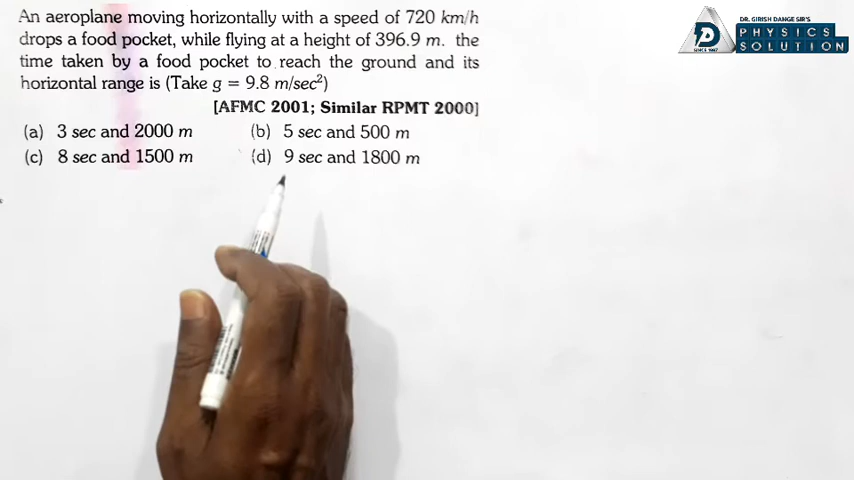 An aeroplane moving horizontally with a speed of 720 km/h
drops a food pocket, while flying at a height of 396.9 m. the
time taken by a food pocket to reach the ground and its
horizontal range is (Take g = 9.8 m/sec²)
[AFMC 2001; Similar RPMT 2000]
(a) 3 sec and 2000 m (b) 5 sec and 500 m
(c) 8 sec and 1500 m (d) 9 sec and 1800 m
DR. GIRISH DANGE SIR'S
PHYSICS
SOLUTION
D
SINCE 1987